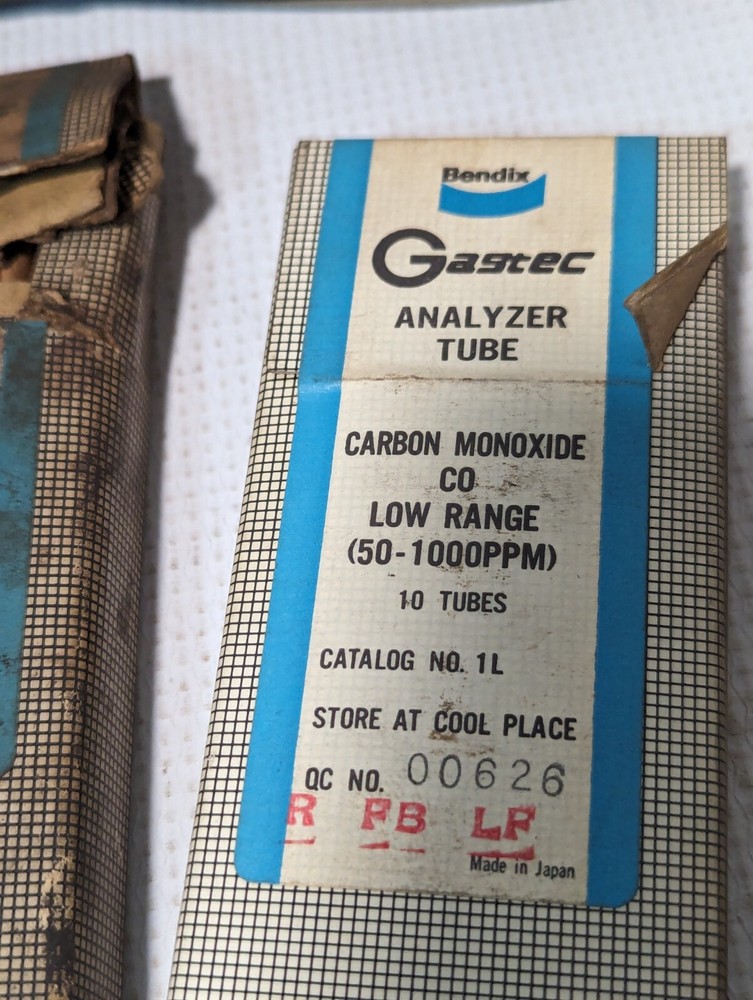 Bendix
Gastec
ANALYZER
TUBE
CARBON MONOXIDE
CO
LOW RANGE
(50-1000PPM)
10 TUBES
CATALOG NO. 1L
STORE AT COOL PLACE
QC NO. 00626
R FB LF
Made in Japan